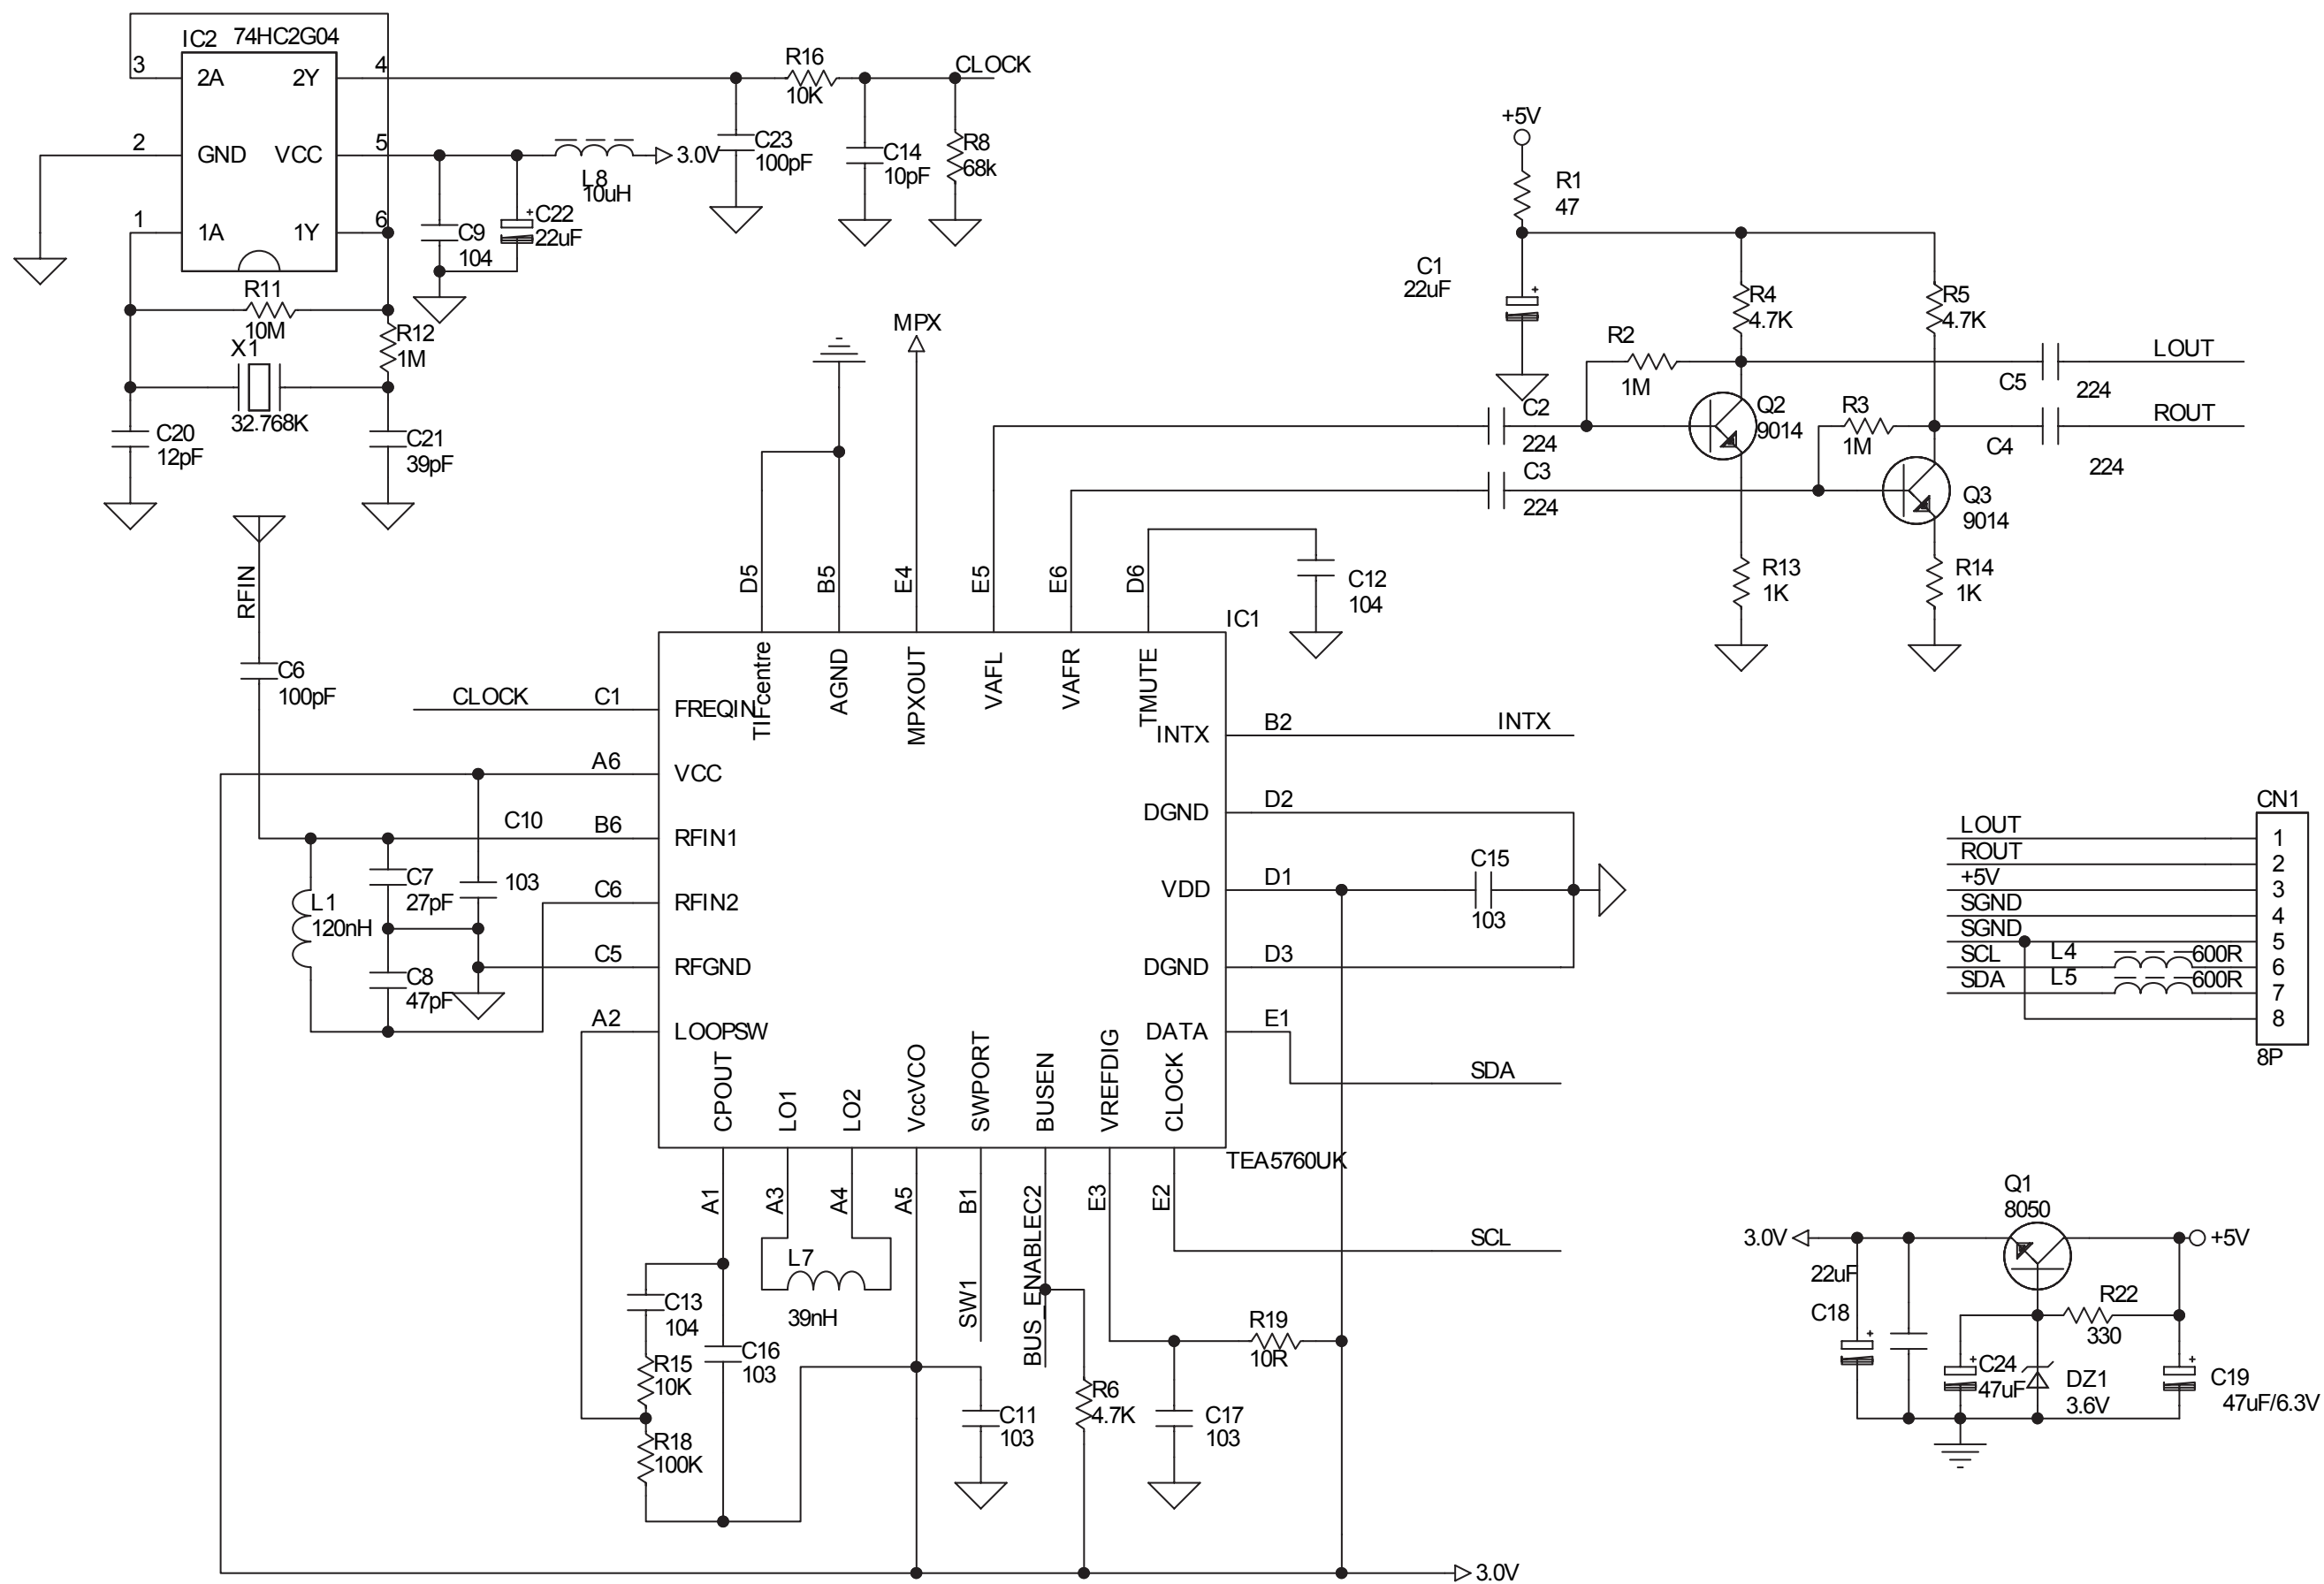 IC2 74HC2G04
3 2A 2Y 4
2 GND VCC 5
1 1A 1Y 6
R16
10K
CLOCK
C23
100pF
C14
10pF
R8
68k
3.0V
L8
10uH
C9
104
C22
22uF
R11
10M
R12
1M
X1
32.768K
C20
12pF
C21
39pF
+5V
R1
47
C1
22uF
R4
4.7K
R5
4.7K
R2
1M
R3
1M
C2
224
C3
224
Q2
9014
Q3
9014
C5
224
LOUT
C4
224
ROUT
R13
1K
R14
1K
MPX
RFIN
C6
100pF
D5
B5
E4
E5
E6
D6
C12
104
IC1
TIFcentre
AGND
MPXOUT
VAFL
VAFR
TMUTE
CLOCK C1 FREQIN
A6 VCC
C10
103
B6 RFIN1
C6 RFIN2
C5 RFGND
A2 LOOPSW
L1
120nH
C7
27pF
C8
47pF
INTX B2 INTX
DGND D2
VDD D1
DGND D3
DATA E1
C15
103
SDA
CPOUT
LO1
LO2
VccVCO
SWPORT
BUSEN
VREFDIG
CLOCK
TEA5760UK
A1
A3
A4
A5
B1
SW1
BUS_ENABLEC2
E3
E2
SCL
L7
39nH
C13
104
R15
10K
R18
100K
C16
103
C11
103
R6
4.7K
C17
103
R19
10R
3.0V
CN1
LOUT 1
ROUT 2
+5V 3
SGND 4
SGND 5
SCL L4 600R 6
SDA L5 600R 7
8
8P
Q1
8050
3.0V
+5V
22uF
C18
R22
330
C24
47uF
DZ1
3.6V
C19
47uF/6.3V